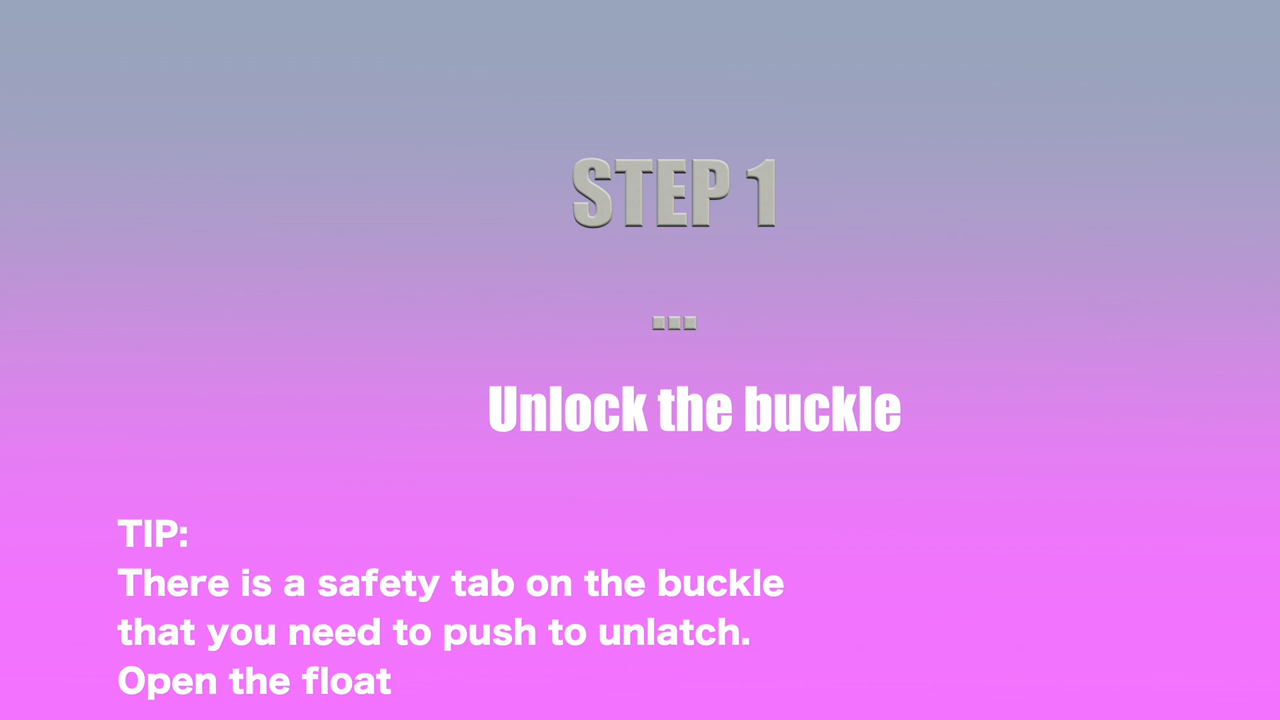 STEP 1
...
Unlock the buckle
TIP:
There is a safety tab on the buckle
that you need to push to unlatch.
Open the float